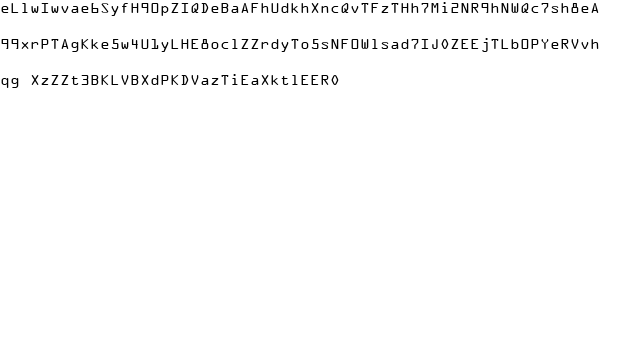 eLlwIwvae6SyfH9OpZIQDeBaAFhUdkhXncQvTFzTHh7Mi2NR9hNWQc7sh8eA
99xrPTAgKke5w4U1yLHE8oclZZrdyTo5sNFOWlsad7IJ0ZEEjTLbOPYeRVvh
qg XzZZt3BKLVBXdPKDVazTiEaXktlEER0